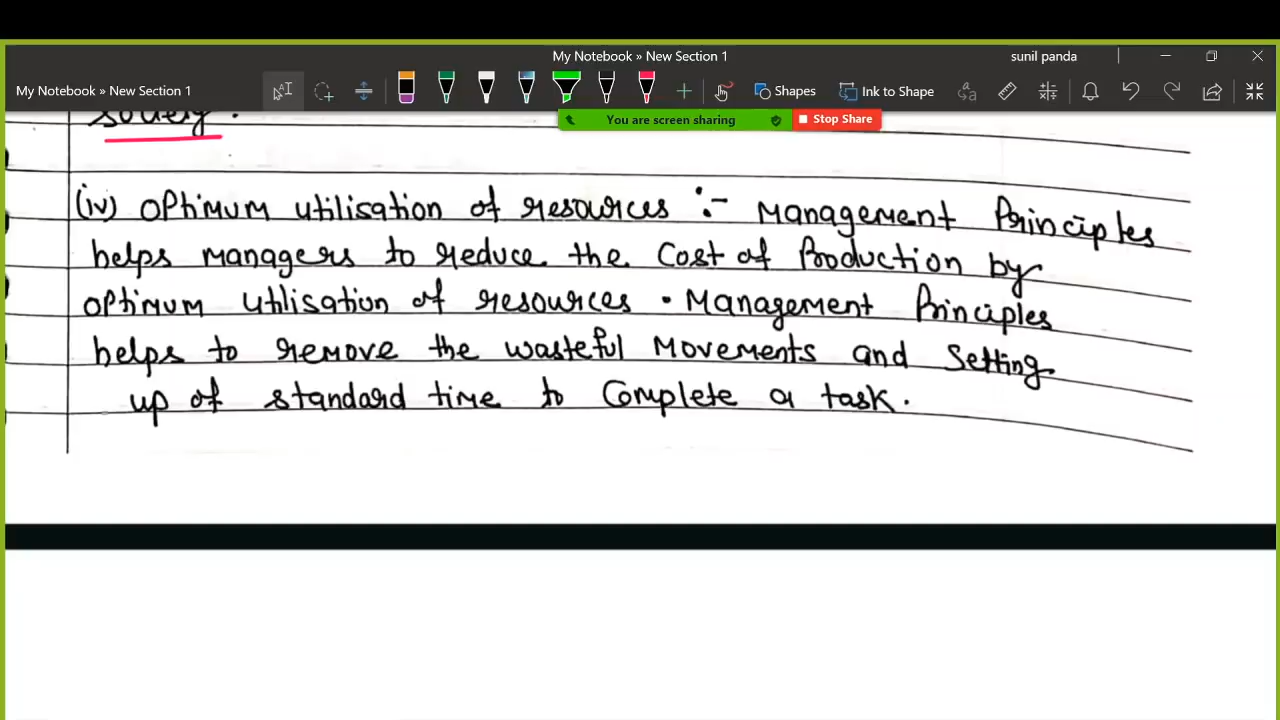 My Notebook » New Section 1
sunil panda
My Notebook » New Section 1
Shapes
Ink to Shape
You are screen sharing
Stop Share
(iv) Optimum utilisation of resources :- Management Principles
helps managers to reduce the Cost of Production by
optimum utilisation of resources . Management Principles
helps to remove the wasteful Movements and Setting
up of standard time to Complete a task .